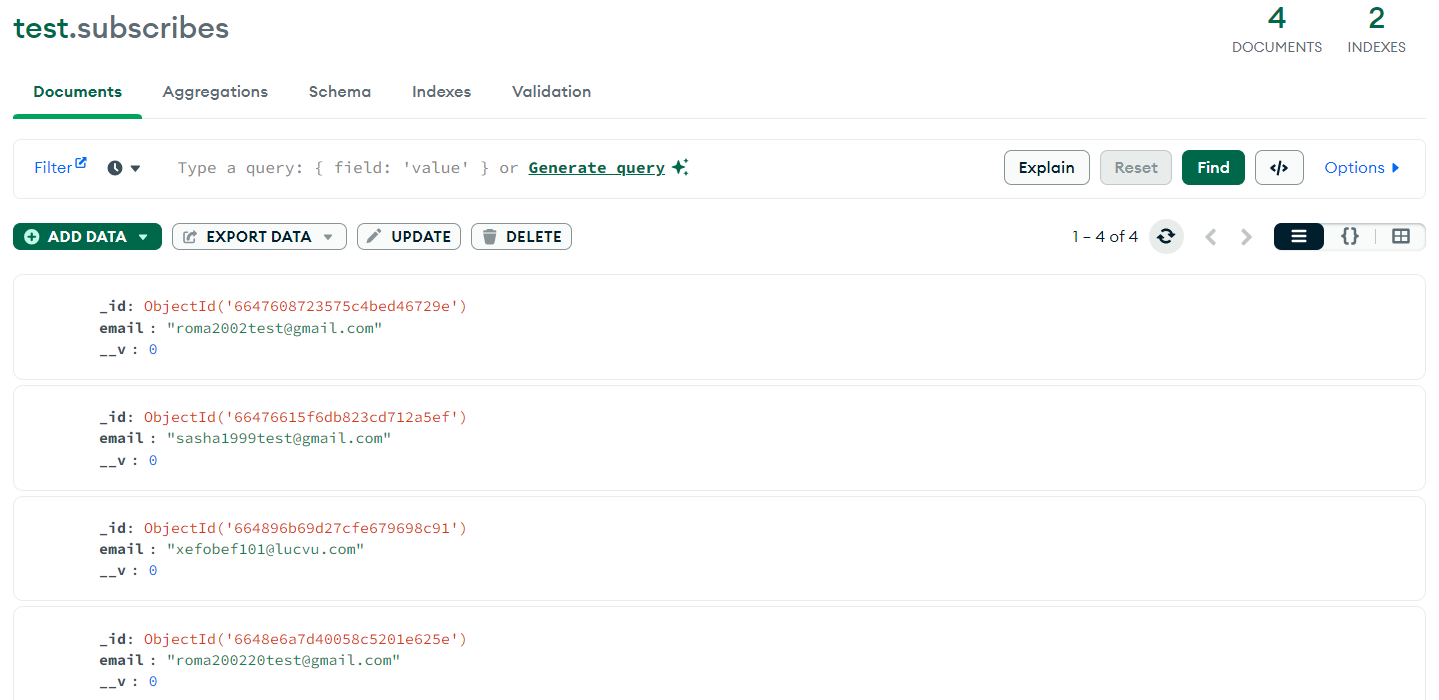 test.subscribes
4
DOCUMENTS
2
INDEXES
Documents Aggregations Schema Indexes Validation
Filter Type a query: { field: 'value' } or Generate query Explain Reset Find </> Options
ADD DATA EXPORT DATA UPDATE DELETE 1 – 4 of 4 {}
_id: ObjectId('6647608723575c4bed46729e')
email : "roma2002test@gmail.com"
__v : 0
_id: ObjectId('66476615f6db823cd712a5ef')
email : "sasha1999test@gmail.com"
__v : 0
_id: ObjectId('664896b69d27cfe679698c91')
email : "xefobef101@lucvu.com"
__v : 0
_id: ObjectId('6648e6a7d40058c5201e625e')
email : "roma200220test@gmail.com"
__v : 0